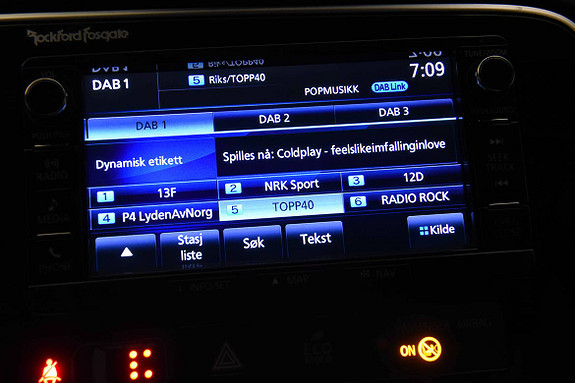 Rockford Fosgate
DAB 1
5 Riks/TOPP40
7:09
POPMUSIKK DAB Link
DAB 1 DAB 2 DAB 3
Dynamisk etikett
Spilles nå: Coldplay - feelslikeimfallinginlove
1 13F 2 NRK Sport 3 12D
4 P4 LydenAvNorg 5 TOPP40 6 RADIO ROCK
Stasj liste Søk Tekst Kilde
ON